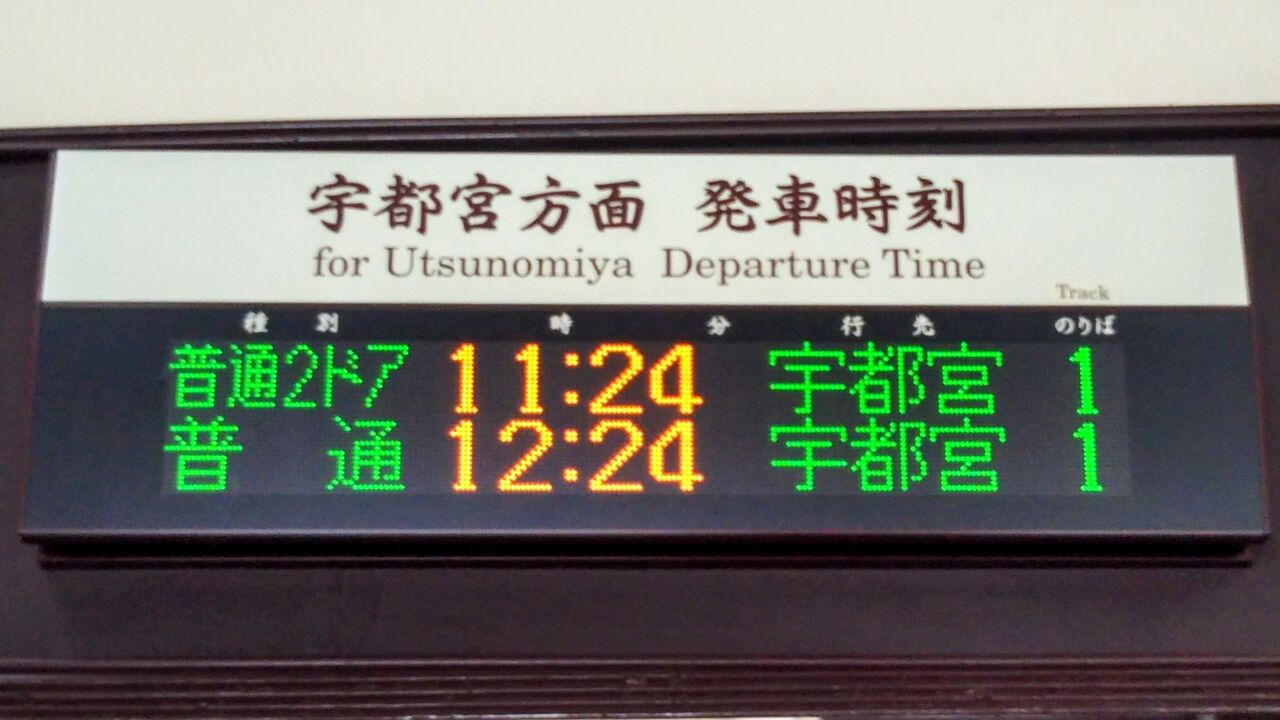 宇都宮方面 発車時刻
for Utsunomiya Departure Time
Track
種別 時 分 行先 のりば
普通2ドア 11:24 宇都宮 1
普通 12:24 宇都宮 1